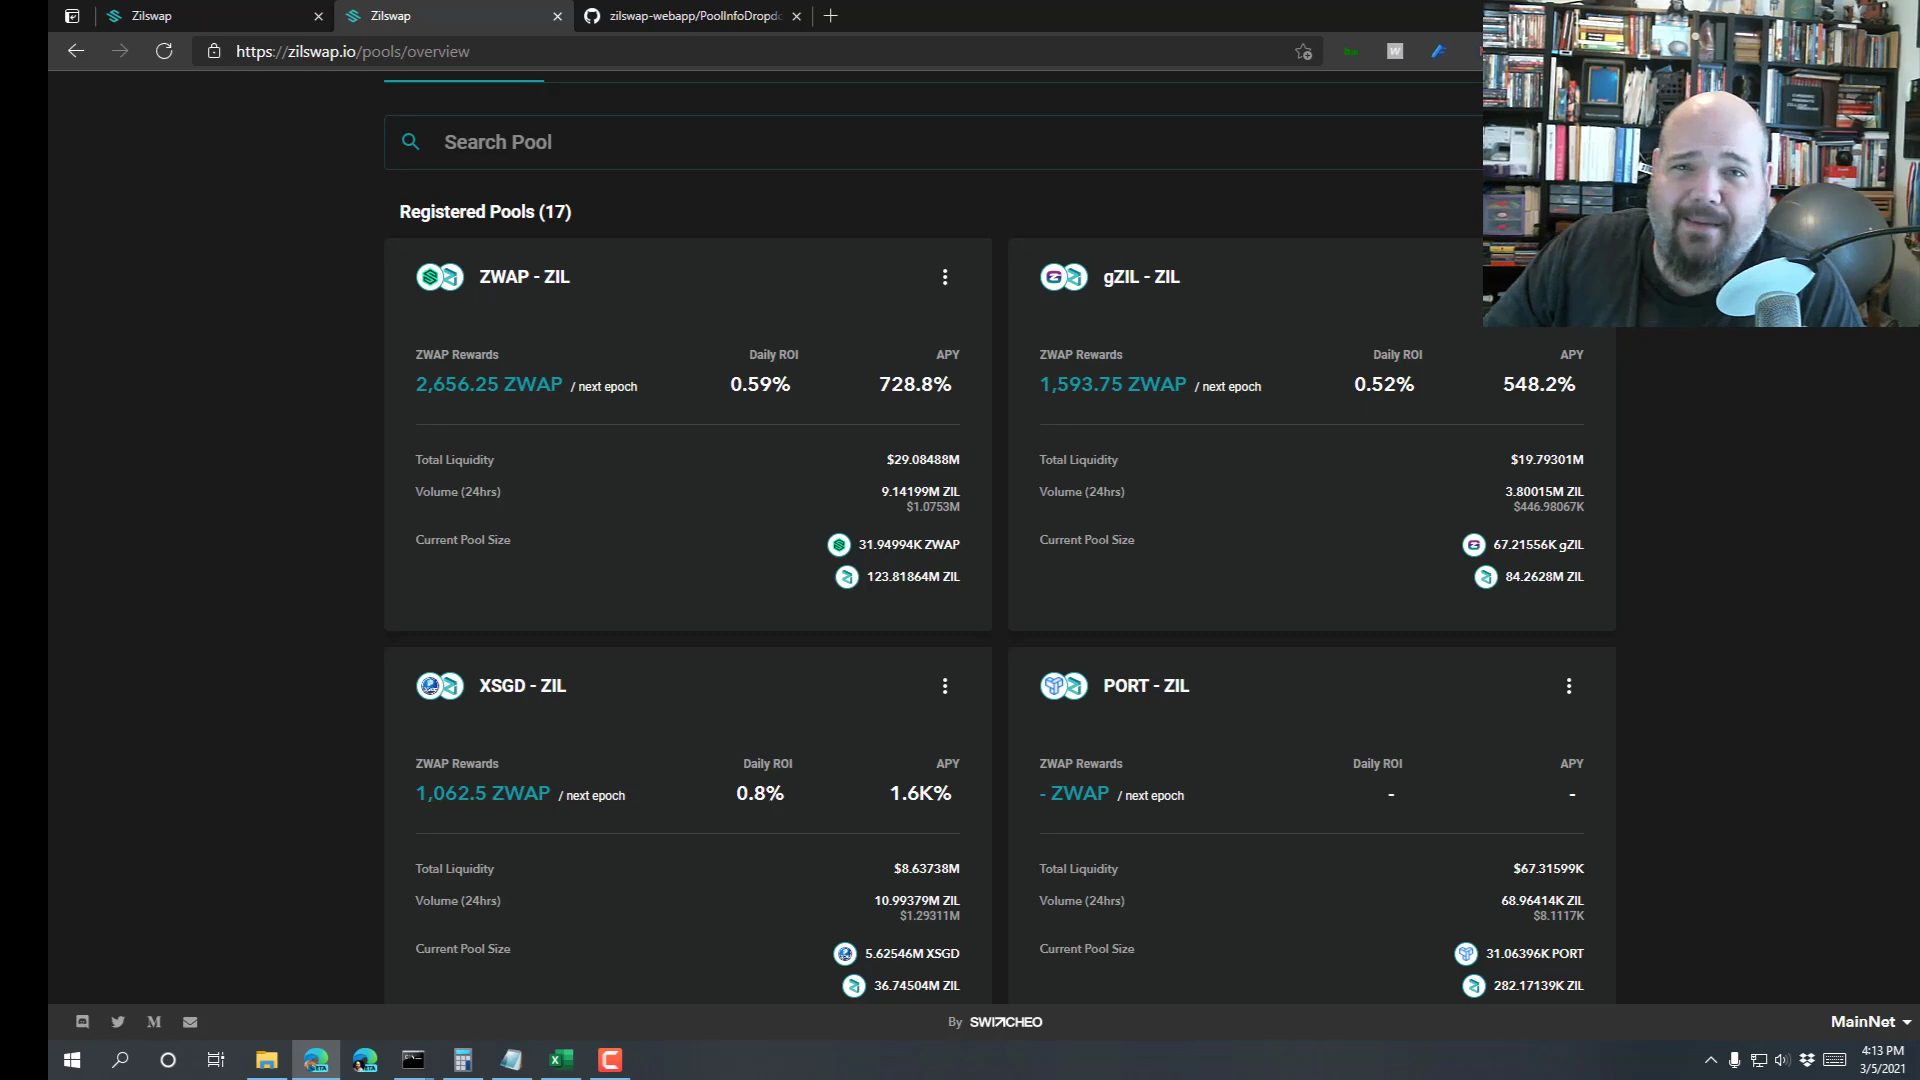 Zilswap
Zilswap
zilswap-webapp/PoolInfoDropdo
https://zilswap.io/pools/overview
Search Pool
Registered Pools (17)
ZWAP - ZIL
ZWAP Rewards Daily ROI APY
2,656.25 ZWAP / next epoch 0.59% 728.8%
Total Liquidity $29.08488M
Volume (24hrs) 9.14199M ZIL
$1.0753M
Current Pool Size 31.94994K ZWAP
123.81864M ZIL
gZIL - ZIL
ZWAP Rewards Daily ROI APY
1,593.75 ZWAP / next epoch 0.52% 548.2%
Total Liquidity $19.79301M
Volume (24hrs) 3.80015M ZIL
$446.98067K
Current Pool Size 67.21556K gZIL
84.2628M ZIL
XSGD - ZIL
ZWAP Rewards Daily ROI APY
1,062.5 ZWAP / next epoch 0.8% 1.6K%
Total Liquidity $8.63738M
Volume (24hrs) 10.99379M ZIL
$1.29311M
Current Pool Size 5.62546M XSGD
36.74504M ZIL
PORT - ZIL
ZWAP Rewards Daily ROI APY
- ZWAP / next epoch - -
Total Liquidity $67.31599K
Volume (24hrs) 68.96414K ZIL
$8.1117K
Current Pool Size 31.06396K PORT
282.17139K ZIL
By SWITCHEO
MainNet
4:13 PM
3/5/2021